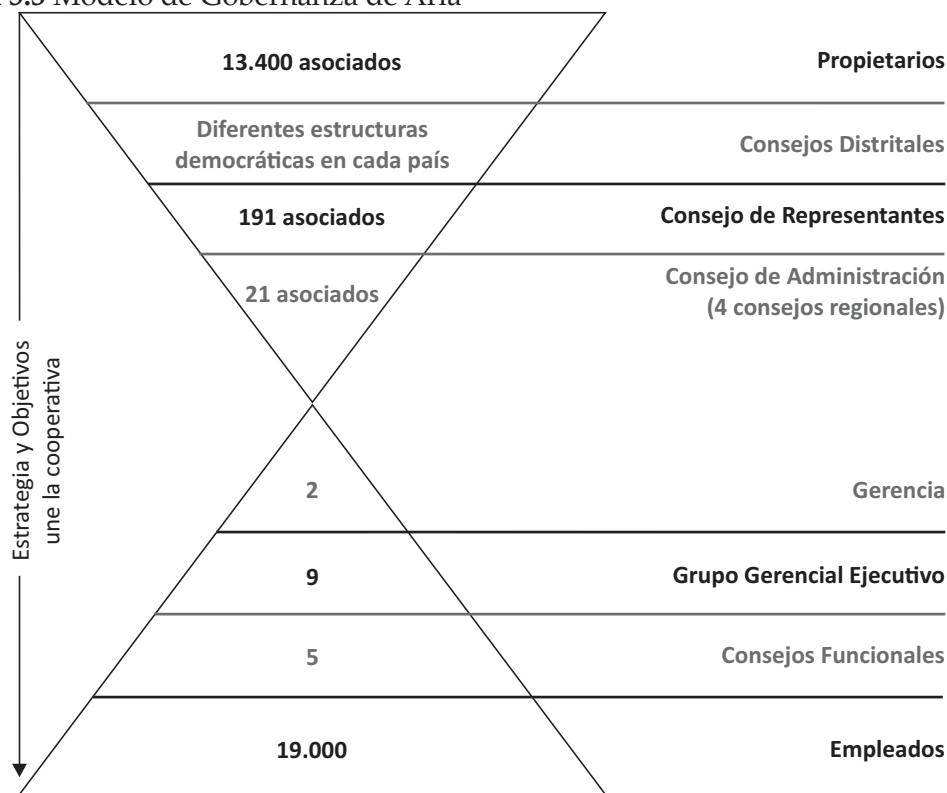 Modelo de Gobernanza de Arla
13.400 asociados
Propietarios
Diferentes estructuras
democráticas en cada país
Consejos Distritales
191 asociados
Consejo de Representantes
21 asociados
Consejo de Administración
(4 consejos regionales)
Estrategia y Objetivos
une la cooperativa
2
Gerencia
9
Grupo Gerencial Ejecutivo
5
Consejos Funcionales
19.000
Empleados